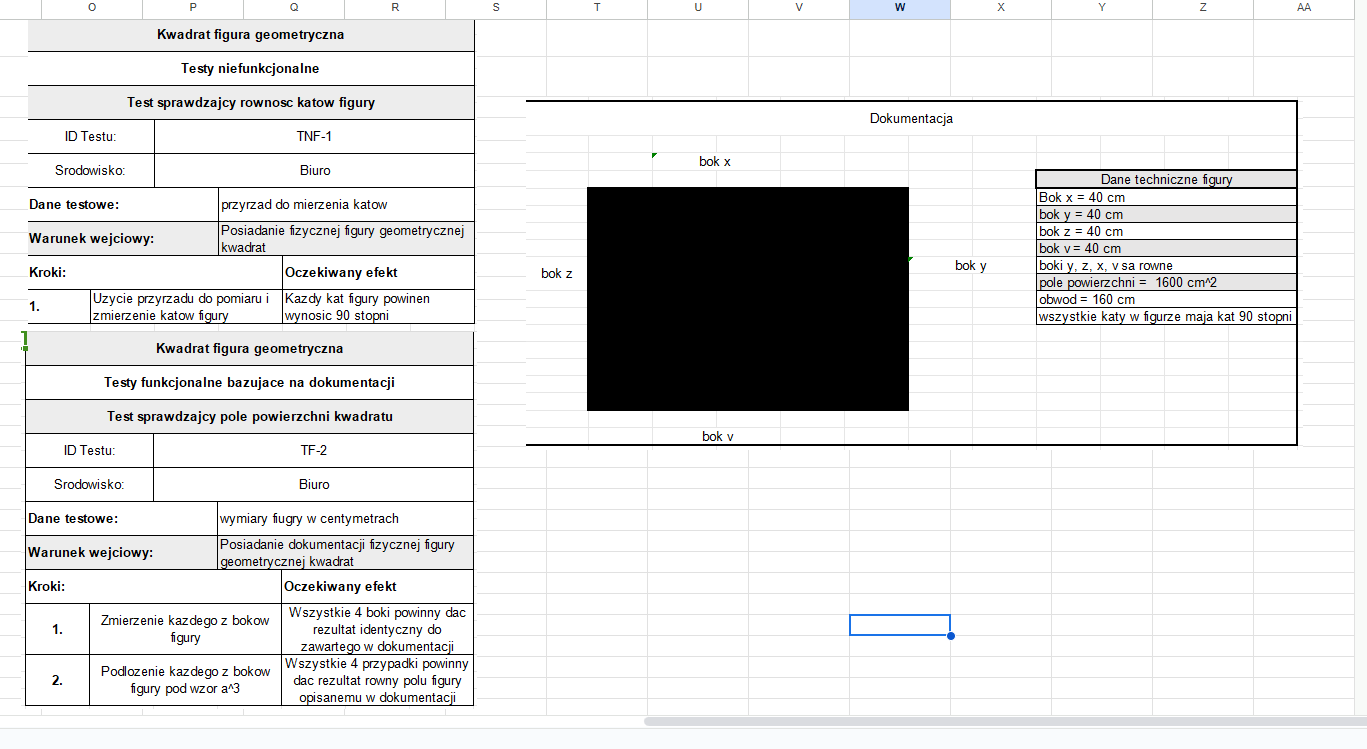 O P Q R S T U V W X Y Z AA
Kwadrat figura geometryczna
Testy niefunkcjonalne
Test sprawdzajcy rownosc katow figury
ID Testu: TNF-1
Srodowisko: Biuro
Dane testowe: przyrzad do mierzenia katow
Warunek wejciowy: Posiadanie fizycznej figury geometrycznej
kwadrat
Kroki: Oczekiwany efekt
1. Uzycie przyrzadu do pomiaru i
zmierzenie katow figury
Kazdy kat figury powinen
wynosic 90 stopni
Kwadrat figura geometryczna
Testy funkcjonalne bazujace na dokumentacji
Test sprawdzajcy pole powierzchni kwadratu
ID Testu: TF-2
Srodowisko: Biuro
Dane testowe: wymiary fiugry w centymetrach
Warunek wejciowy: Posiadanie dokumentacji fizycznej figury
geometrycznej kwadrat
Kroki: Oczekiwany efekt
1. Zmierzenie kazdego z bokow
figury
Wszystkie 4 boki powinny dac
rezultat identyczny do
zawartego w dokumentacji
2. Podlozenie kazdego z bokow
figury pod wzor a^3
Wszystkie 4 przypadki powinny
dac rezultat rowny polu figury
opisanemu w dokumentacji
Dokumentacja
bok x
bok z
bok y
bok v
Dane techniczne figury
Bok x = 40 cm
bok y = 40 cm
bok z = 40 cm
bok v = 40 cm
boki y, z, x, v sa rowne
pole powierzchni = 1600 cm^2
obwod = 160 cm
wszystkie katy w figurze maja kat 90 stopni